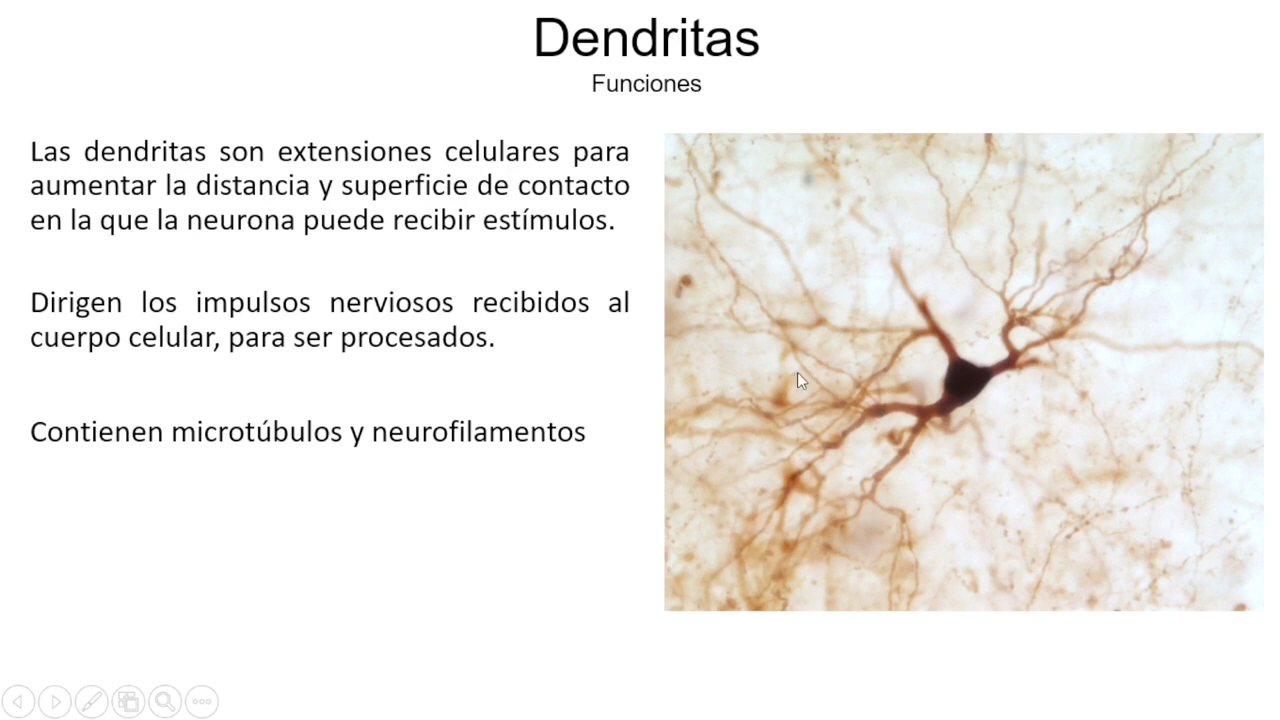 Dendritas
Funciones
Las dendritas son extensiones celulares para
aumentar la distancia y superficie de contacto
en la que la neurona puede recibir estímulos.
Dirigen los impulsos nerviosos recibidos al
cuerpo celular, para ser procesados.
Contienen microtúbulos y neurofilamentos